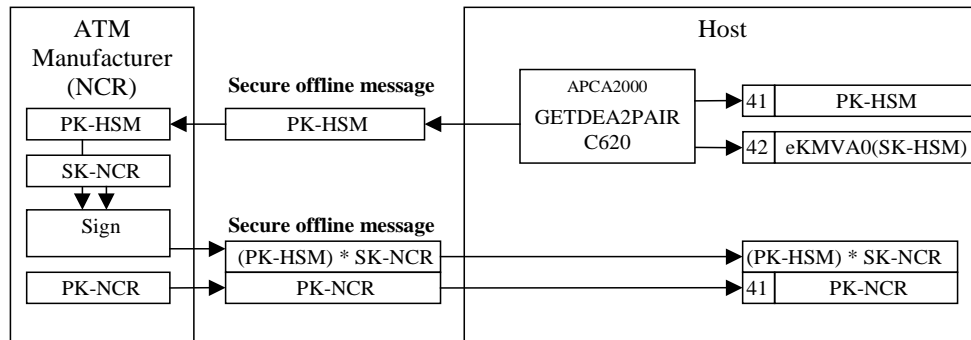 ATM
Manufacturer
(NCR)
Host
Secure offline message
APCA2000
GETDEA2PAIR
C620
41 PK-HSM
PK-HSM
PK-HSM
42 eKMVA0(SK-HSM)
SK-NCR
Sign
Secure offline message
(PK-HSM) * SK-NCR
(PK-HSM) * SK-NCR
PK-NCR
PK-NCR
41 PK-NCR